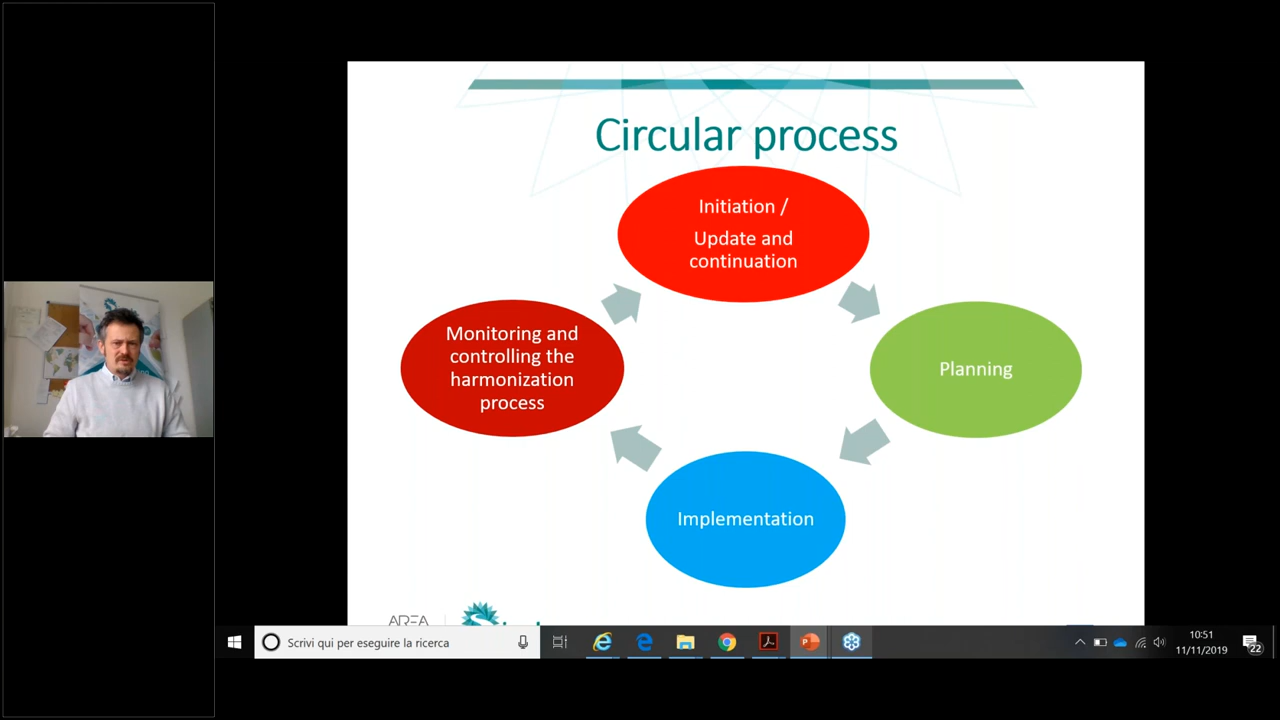 Circular process
Initiation /
Update and
continuation
Monitoring and
controlling the
harmonization
process
Planning
Implementation
AREA
Scrivi qui per eseguire la ricerca
10:51
11/11/2019
22